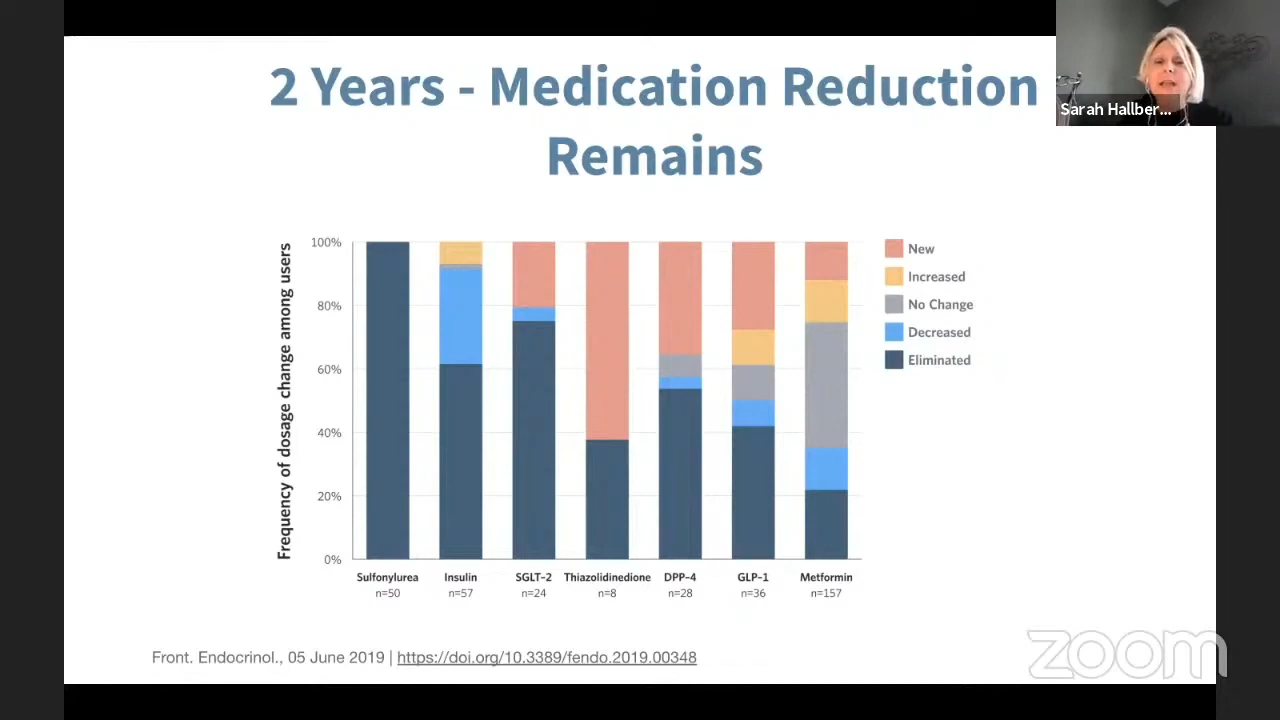 2 Years - Medication Reduction
Remains
Sarah Hallber...
Frequency of dosage change among users
100%
80%
60%
40%
20%
0%
New
Increased
No Change
Decreased
Eliminated
Sulfonylurea
n=50
Insulin
n=57
SGLT-2
n=24
Thiazolidinedione
n=8
DPP-4
n=28
GLP-1
n=36
Metformin
n=157
Front. Endocrinol., 05 June 2019 | https://doi.org/10.3389/fendo.2019.00348
zoom